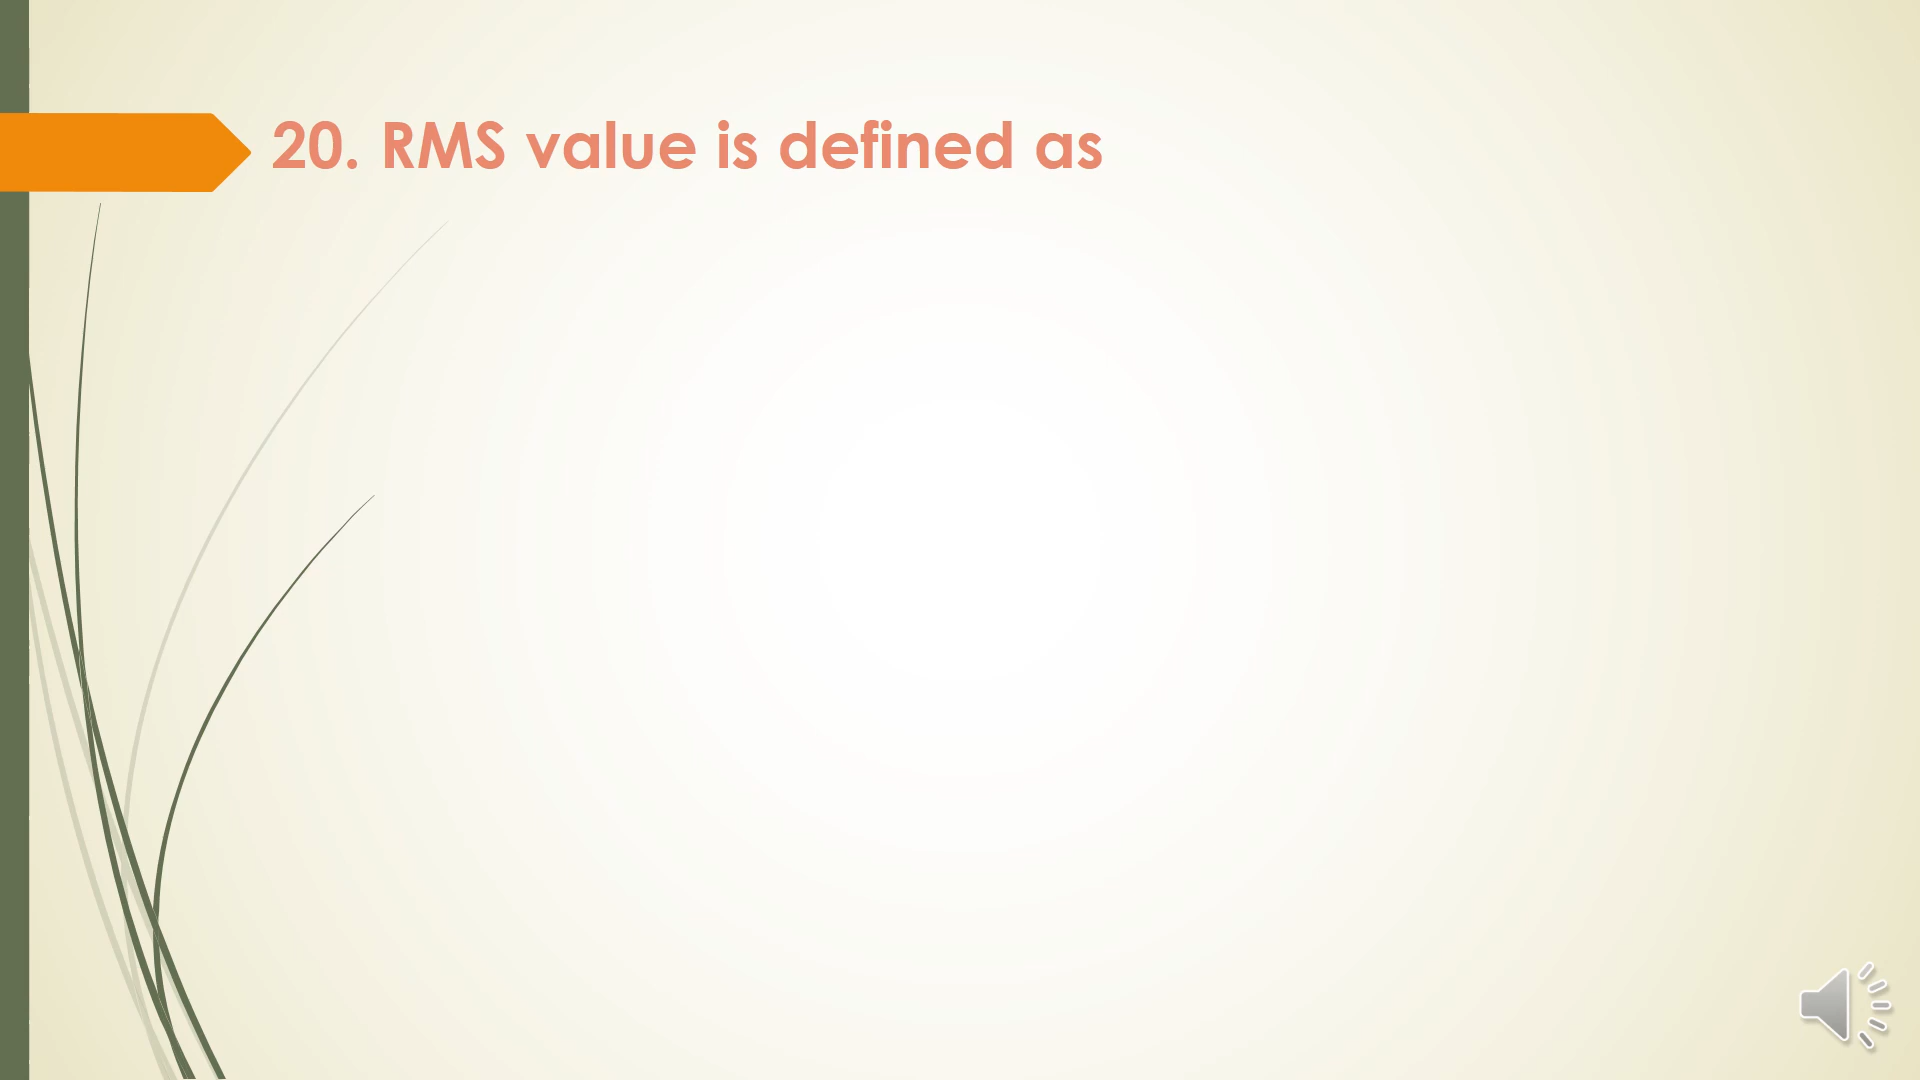 20. RMS value is defined as